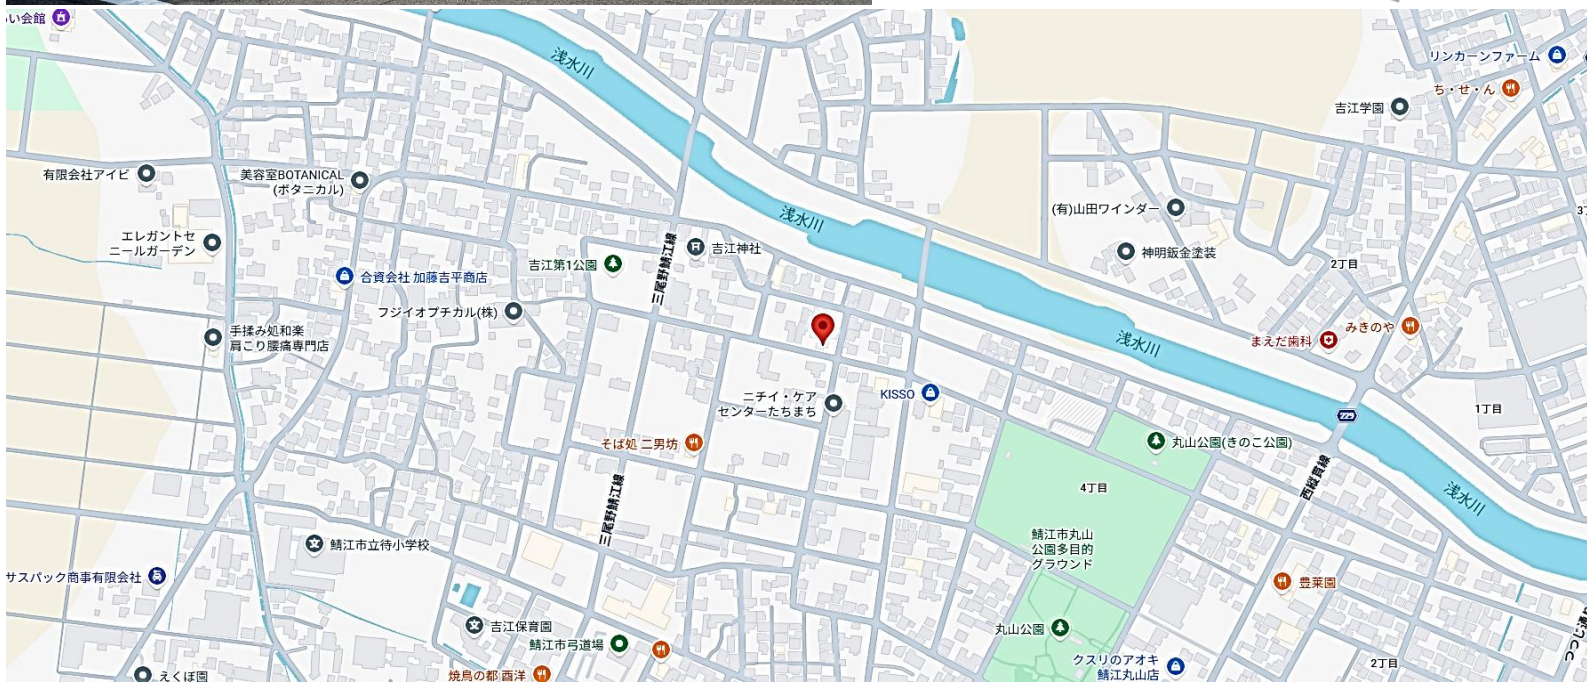 い会館
浅水川
リンカーンファーム
ち・せ・ん
吉江学園
有限会社アイビ
美容室BOTANICAL
(ボタニカル)
浅水川
(有)山田ワインダー
3丁
エレガントセ
ニールガーデン
三尾野鯖江線
吉江神社
神明鈑金塗装
2丁目
吉江第1公園
合資会社 加藤吉平商店
フジイオプチカル(株)
手揉み処和楽
肩こり腰痛専門店
みきのや
まえだ歯科
浅水川
ニチイ・ケア
センターたちまち
KISSO
1丁目
225
そば処 二男坊
丸山公園(きのこ公園)
西縦貫線
4丁目
浅水川
三尾野鯖江線
鯖江市立待小学校
鯖江市丸山
公園多目的
グラウンド
サスパック商事有限会社
豊莱園
吉江保育園
鯖江市弓道場
丸山公園
つつじ通り
クスリのアオキ
鯖江丸山店
2丁目
えくぼ園
焼鳥の都 酉洋